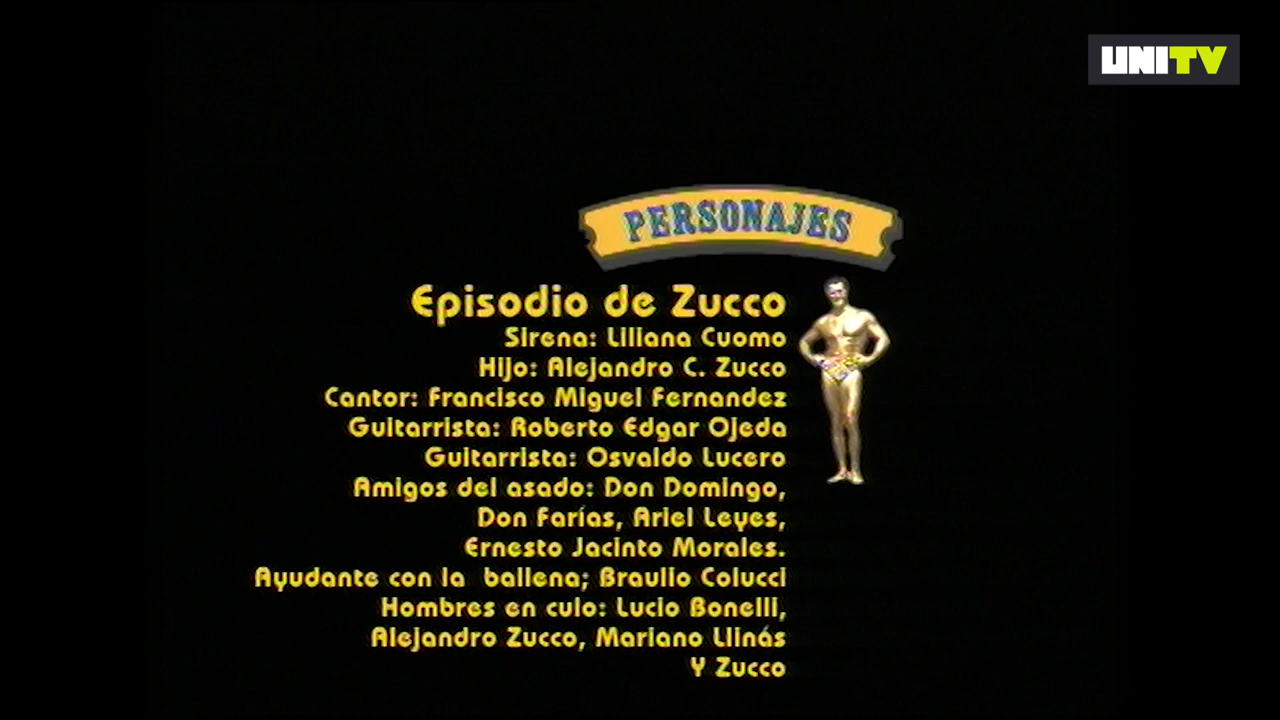 UNITV
PERSONAJES
Episodio de Zucco
Sirena: Liliana Cuomo
Hijo: Alejandro C. Zucco
Cantor: Francisco Miguel Fernandez
Guitarrista: Roberto Edgar Ojeda
Guitarrista: Osvaldo Lucero
Amigos del asado: Don Domingo,
Don Farías, Ariel Leyes,
Ernesto Jacinto Morales.
Ayudante con la  ballena; Braulio Colucci
Hombres en culo: Lucio Bonelli,
Alejandro Zucco, Mariano Llinás
Y Zucco